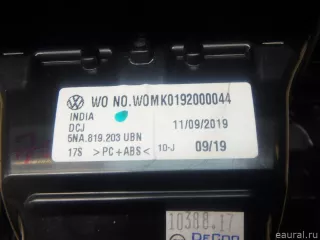 WO NO.WOMK0192000044
INDIA
DCJ 11/09/2019
5NA.819.203 UBN
17S >PC+ABS< 10-J 09/19
10388.17
DeCoo
eaural.ru